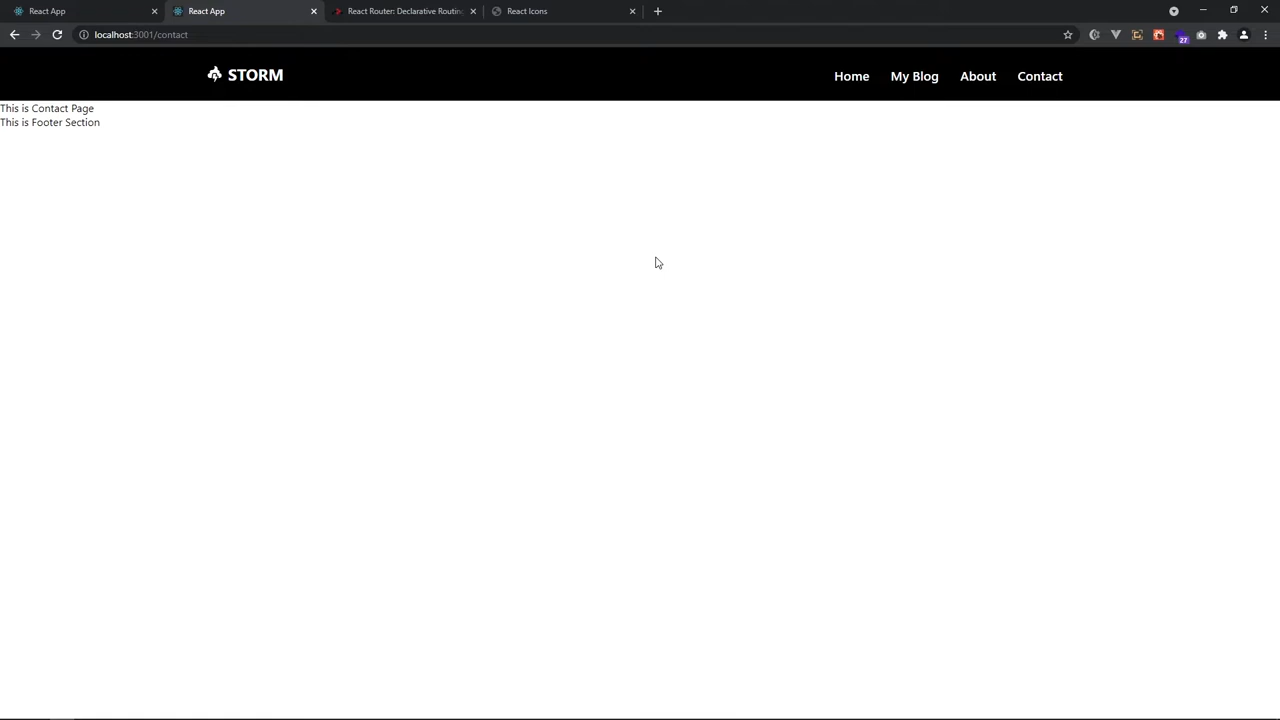 React App
React App
React Router: Declarative Routing
React Icons
localhost:3001/contact
27
STORM
Home
My Blog
About
Contact
This is Contact Page
This is Footer Section